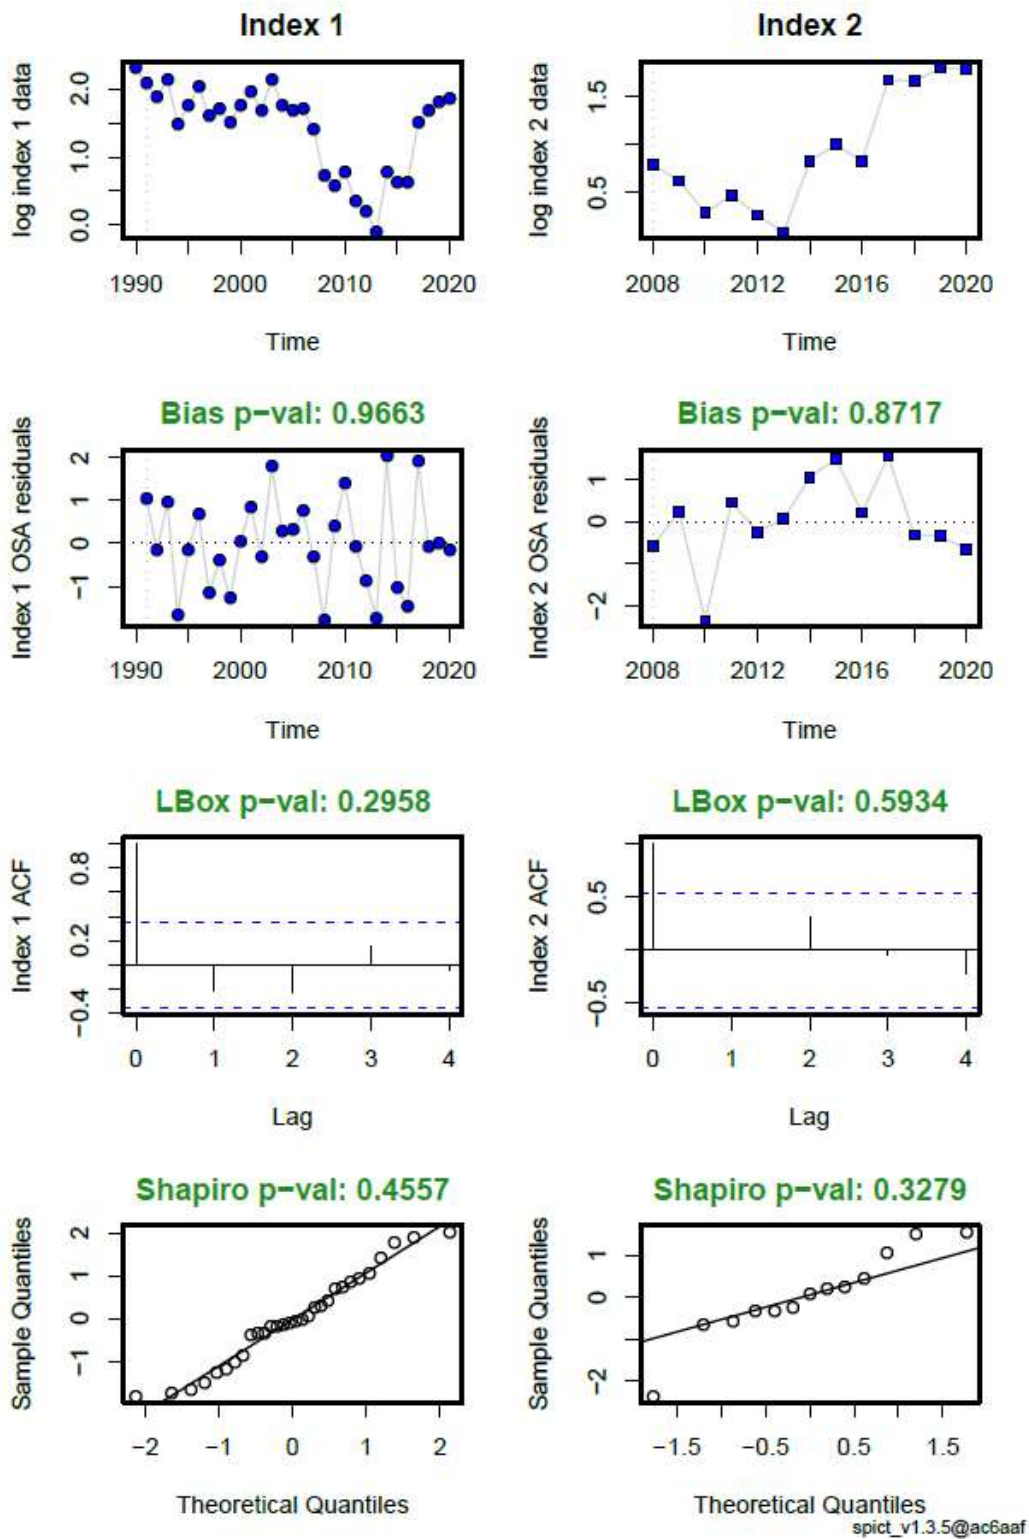 Index 1
log index 1 data
0.0 1.0 2.0
1990 2000 2010 2020
Time
Index 2
log index 2 data
0.5 1.5
2008 2012 2016 2020
Time
Bias p−val: 0.9663
Index 1 OSA residuals
−1 0 1 2
1990 2000 2010 2020
Time
Bias p−val: 0.8717
Index 2 OSA residuals
−2 0 1
2008 2012 2016 2020
Time
LBox p−val: 0.2958
Index 1 ACF
−0.4 0.2 0.8
0 1 2 3 4
Lag
LBox p−val: 0.5934
Index 2 ACF
−0.5 0.5
0 1 2 3 4
Lag
Shapiro p−val: 0.4557
Sample Quantiles
−1 0 1 2
−2 −1 0 1 2
Theoretical Quantiles
Shapiro p−val: 0.3279
Sample Quantiles
−2 0 1
−1.5 −0.5 0.5 1.5
Theoretical Quantiles
spict_v1.3.5@ac6aaf